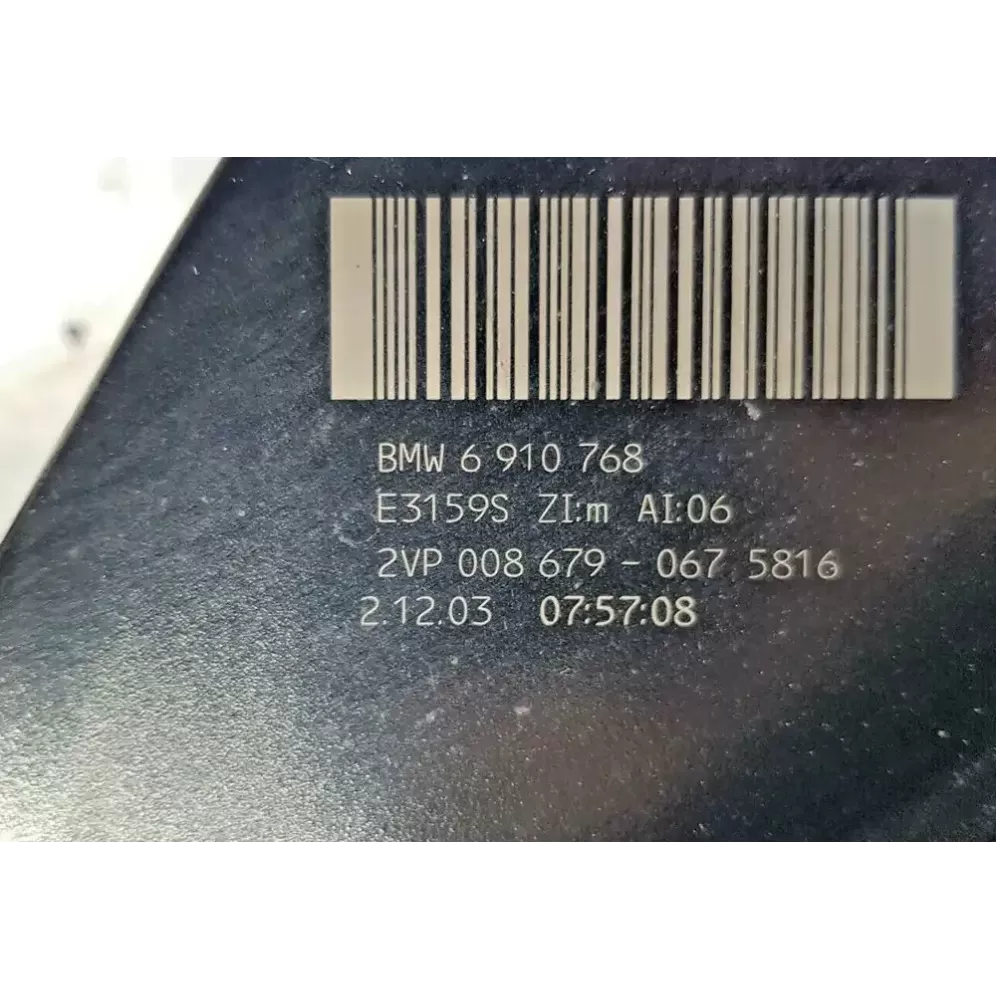 BMW 6 910 768
E3159S ZI:m AI:06
2VP 008 679 - 067 5816
2.12.03 07:57:08